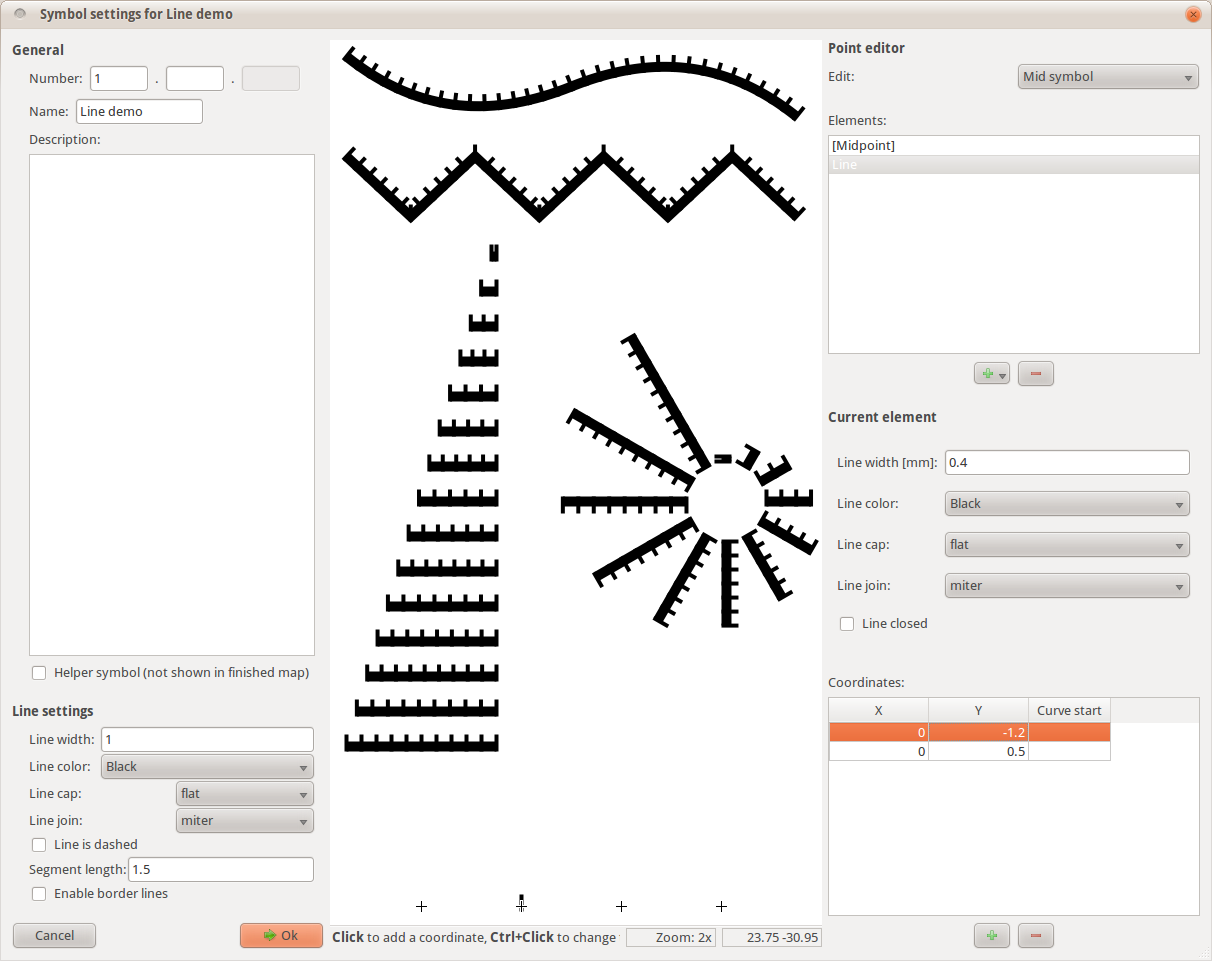 Symbol settings for Line demo
General
Number: 1 . .
Name: Line demo
Description:
Helper symbol (not shown in finished map)
Line settings
Line width: 1
Line color: Black
Line cap: flat
Line join: miter
Line is dashed
Segment length: 1.5
Enable border lines
Cancel
Ok
Click to add a coordinate, Ctrl+Click to change
Zoom: 2x
23.75 -30.95
Point editor
Edit: Mid symbol
Elements:
[Midpoint]
Line
Current element
Line width [mm]: 0.4
Line color: Black
Line cap: flat
Line join: miter
Line closed
Coordinates:
X Y Curve start
0 -1.2
0 0.5